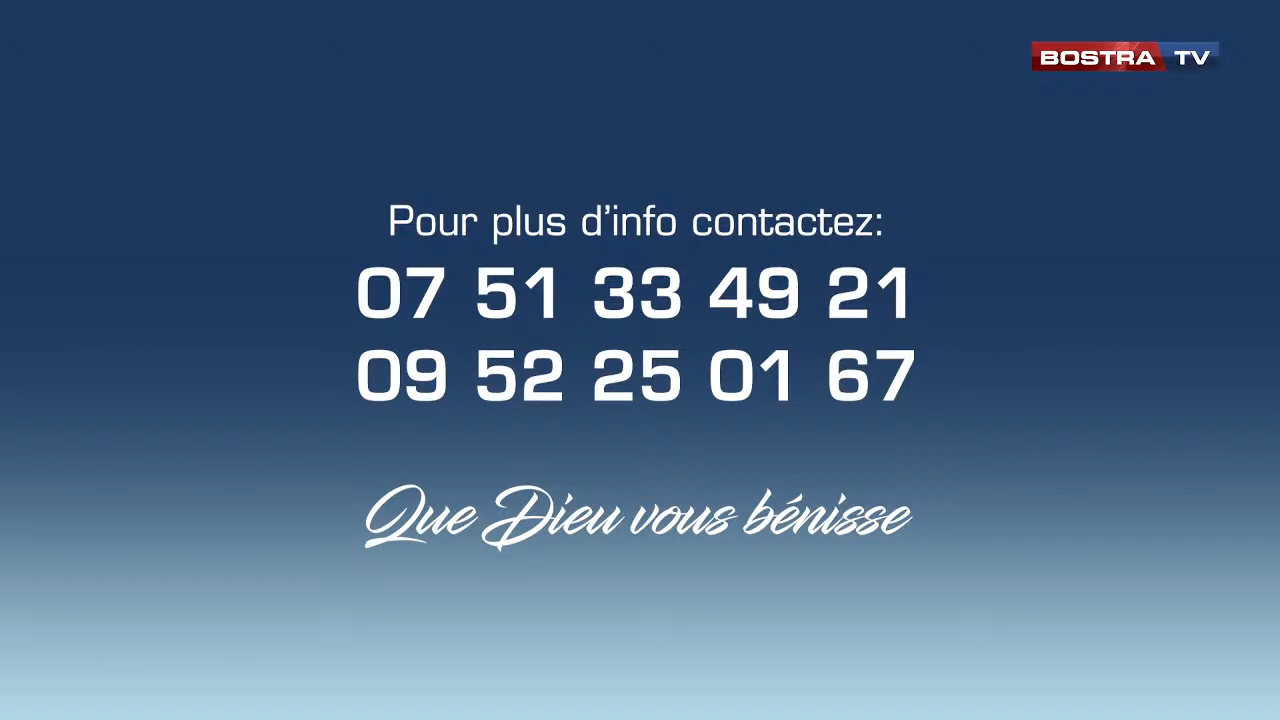 BOSTRA TV
Pour plus d'info contactez:
07 51 33 49 21
09 52 25 01 67
Que Dieu vous bénisse